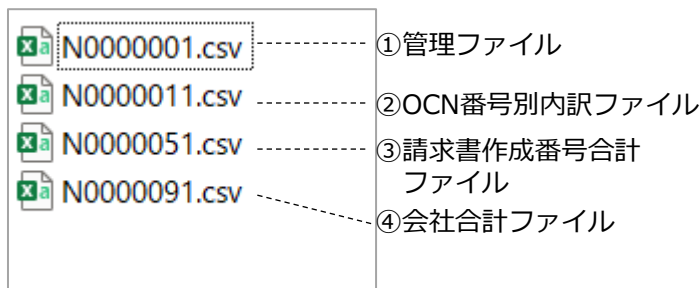 N0000001.csv ①管理ファイル
N0000011.csv ②OCN番号別内訳ファイル
N0000051.csv ③請求書作成番号合計
ファイル
N0000091.csv ④会社合計ファイル